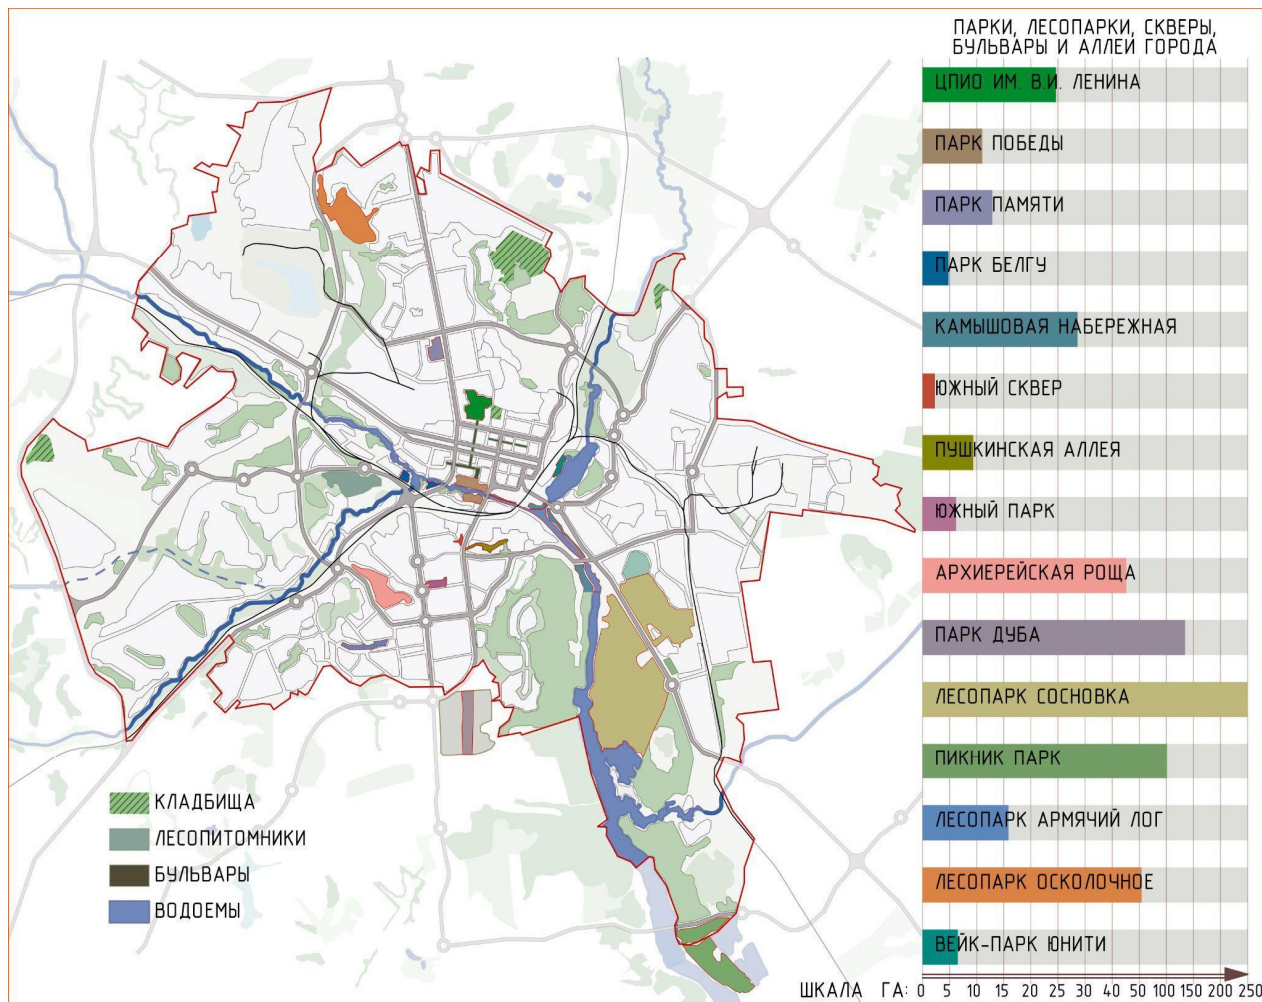 ПАРКИ, ЛЕСОПАРКИ, СКВЕРЫ,
БУЛЬВАРЫ И АЛЛЕИ ГОРОДА
ЦПИО ИМ. В.И. ЛЕНИНА
ПАРК ПОБЕДЫ
ПАРК ПАМЯТИ
ПАРК БЕЛГУ
КАМЫШОВАЯ НАБЕРЕЖНАЯ
ЮЖНЫЙ СКВЕР
ПУШКИНСКАЯ АЛЛЕЯ
ЮЖНЫЙ ПАРК
АРХИЕРЕЙСКАЯ РОЩА
ПАРК ДУБА
ЛЕСОПАРК СОСНОВКА
ПИКНИК ПАРК
ЛЕСОПАРК АРМЯЧИЙ ЛОГ
ЛЕСОПАРК ОСКОЛОЧНОЕ
ВЕЙК-ПАРК ЮНИТИ
ШКАЛА ГА: 0 5 10 15 20 25 30 40 50 100 150 200 250
КЛАДБИЩА
ЛЕСОПИТОМНИКИ
БУЛЬВАРЫ
ВОДОЕМЫ